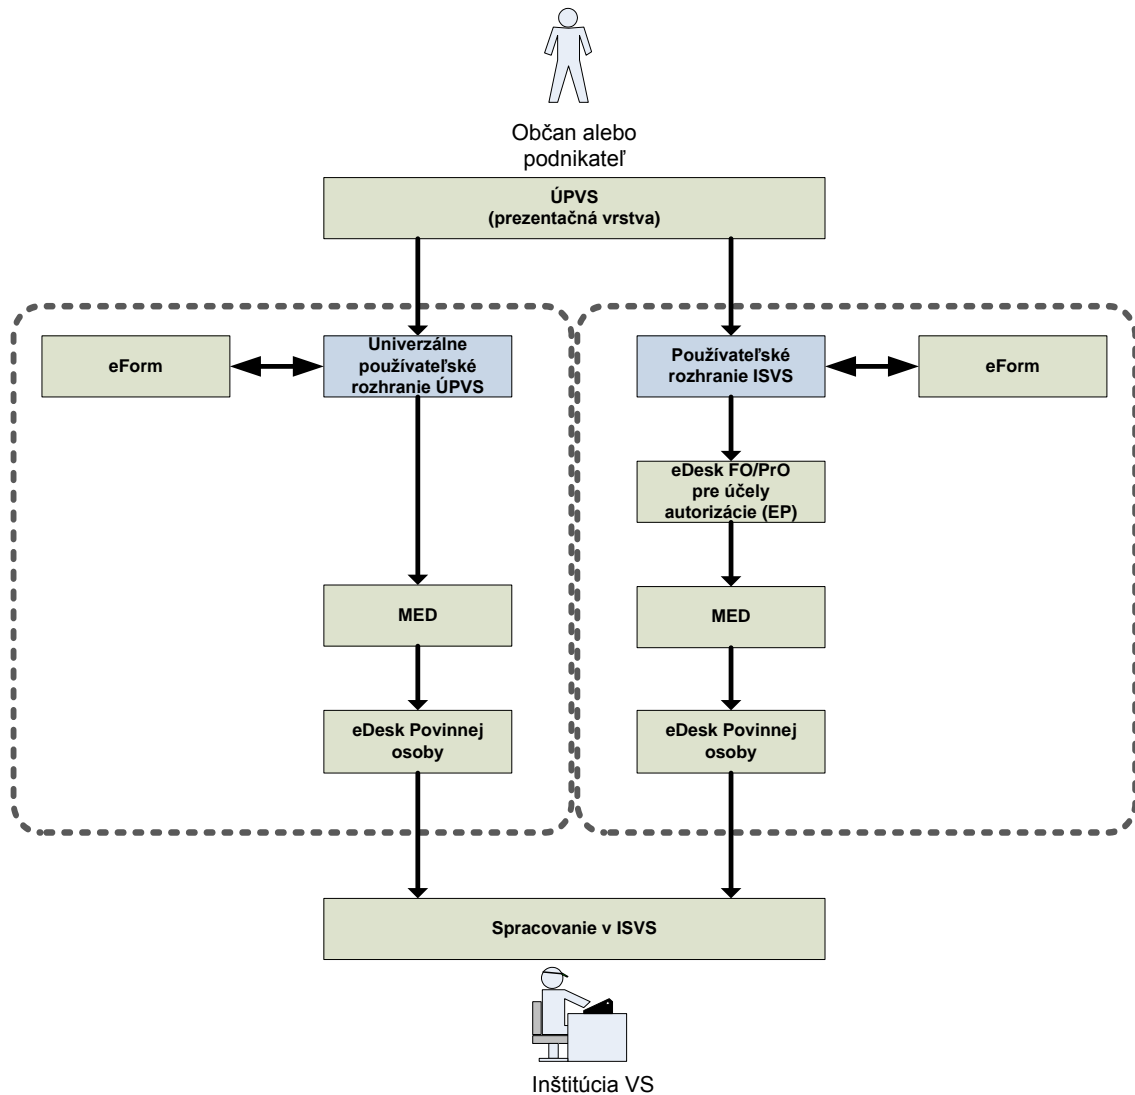 Občan alebo
podnikateľ
ÚPVS
(prezentačná vrstva)
eForm
Univerzálne
používateľské
rozhranie ÚPVS
Používateľské
rozhranie ISVS
eForm
eDesk FO/PrO
pre účely
autorizácie (EP)
MED
MED
eDesk Povinnej
osoby
eDesk Povinnej
osoby
Spracovanie v ISVS
Inštitúcia VS